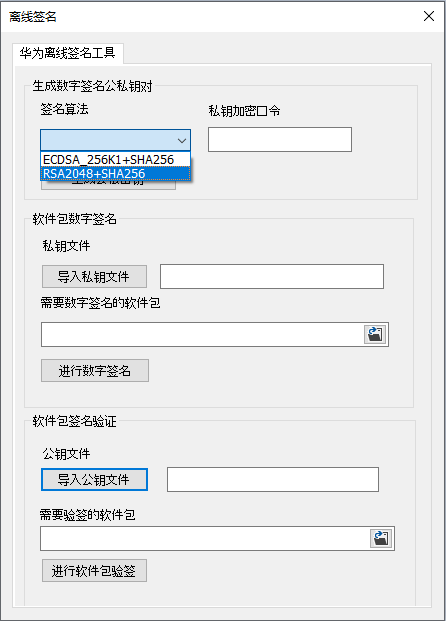 离线签名
华为离线签名工具
生成数字签名公私钥对
签名算法
私钥加密口令
ECDSA_256K1+SHA256
RSA2048+SHA256
软件包数字签名
私钥文件
导入私钥文件
需要数字签名的软件包
进行数字签名
软件包签名验证
公钥文件
导入公钥文件
需要验签的软件包
进行软件包验签